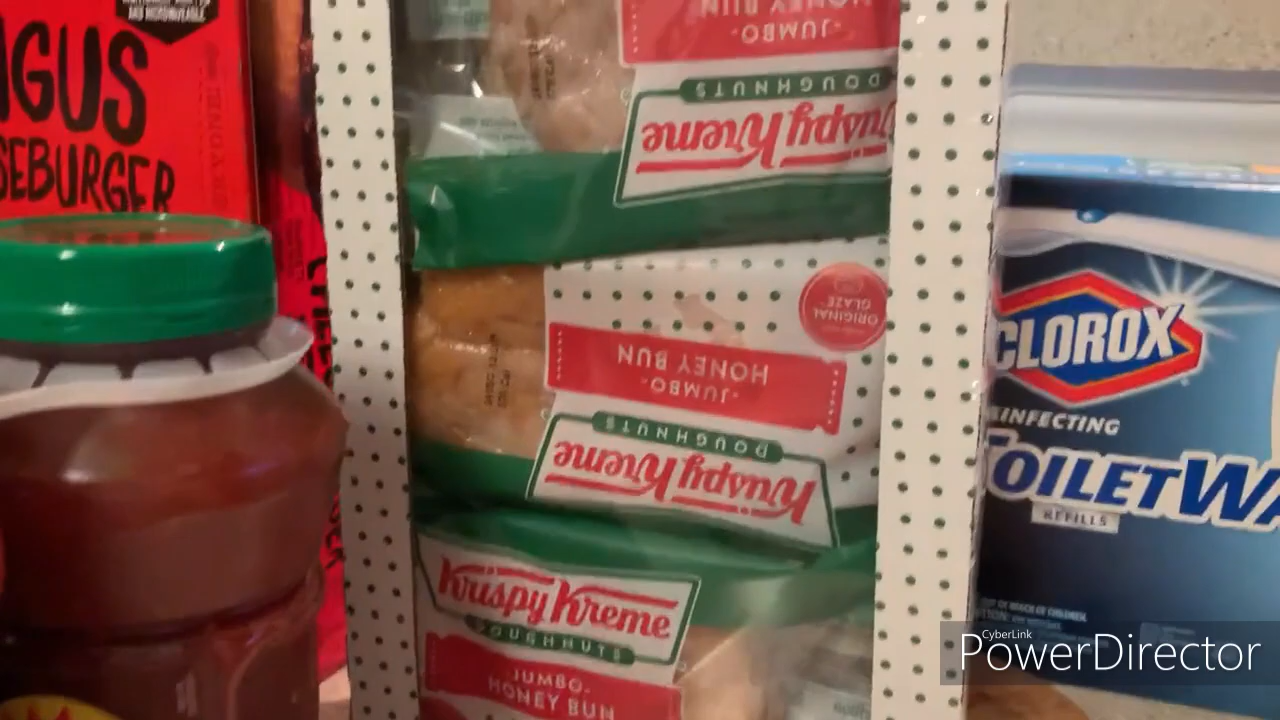 GUS
SEBURGER
JUMBO
HONEY BUN
DOUGHNUTS
Krispy Kreme
ORIGINAL
GLAZE
JUMBO
HONEY BUN
DOUGHNUTS
Krispy Kreme
Krispy Kreme
DOUGHNUTS
JUMBO
HONEY BUN
CLOROX
INFECTING
TOILETWA
REFILLS
CyberLink
PowerDirector